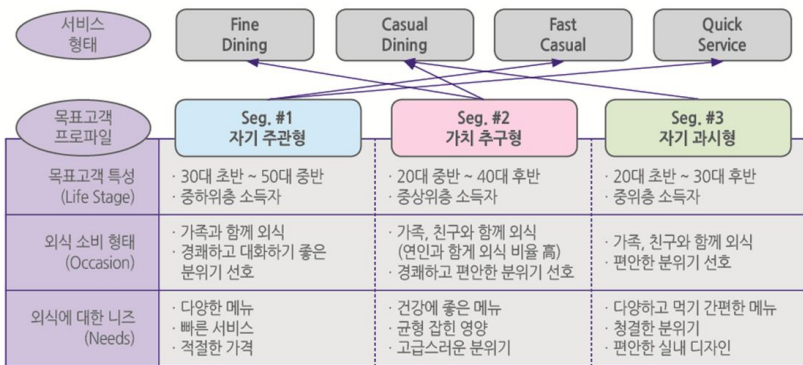 서비스
형태
Fine
Dining
Casual
Dining
Fast
Casual
Quick
Service
목표고객
프로파일
Seg. #1
자기 주관형
Seg. #2
가치 추구형
Seg. #3
자기 과시형
목표고객 특성
(Life Stage)
· 30대 초반 ~ 50대 중반
· 중하위층 소득자
· 20대 중반 ~ 40대 후반
· 중상위층 소득자
· 20대 초반 ~ 30대 후반
· 중위층 소득자
외식 소비 형태
(Occasion)
· 가족과 함께 외식
· 경쾌하고 대화하기 좋은
분위기 선호
· 가족, 친구와 함께 외식
(연인과 함게 외식 비율 高)
· 경쾌하고 편안한 분위기 선호
· 가족, 친구와 함께 외식
· 편안한 분위기 선호
외식에 대한 니즈
(Needs)
· 다양한 메뉴
· 빠른 서비스
· 적절한 가격
· 건강에 좋은 메뉴
· 균형 잡힌 영양
· 고급스러운 분위기
· 다양하고 먹기 간편한 메뉴
· 청결한 분위기
· 편안한 실내 디자인